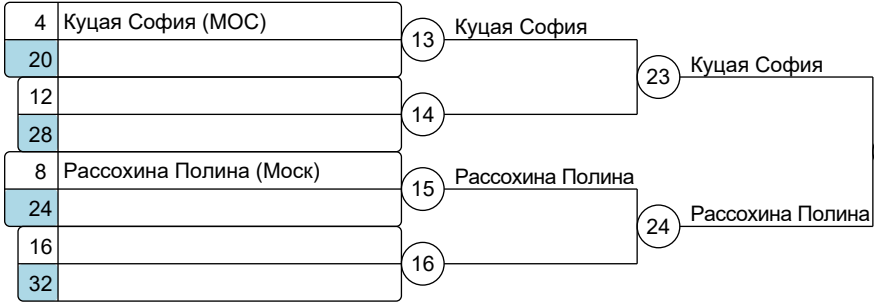 4 Куцая София (МОС)
20
12
28
8 Рассохина Полина (Моск)
24
16
32
13 Куцая София
14
15 Рассохина Полина
16
23 Куцая София
24 Рассохина Полина